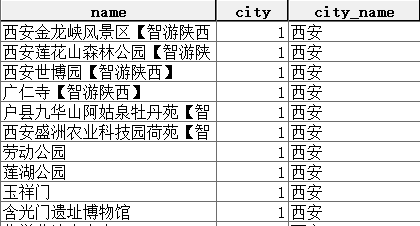 name city city_name
西安金龙峡风景区【智游陕西 1 西安
西安莲花山森林公园【智游陕 1 西安
西安世博园【智游陕西】 1 西安
广仁寺【智游陕西】 1 西安
户县九华山阿姑泉牡丹苑【智 1 西安
西安盛洲农业科技园荷苑【智 1 西安
劳动公园 1 西安
莲湖公园 1 西安
玉祥门 1 西安
含光门遗址博物馆 1 西安